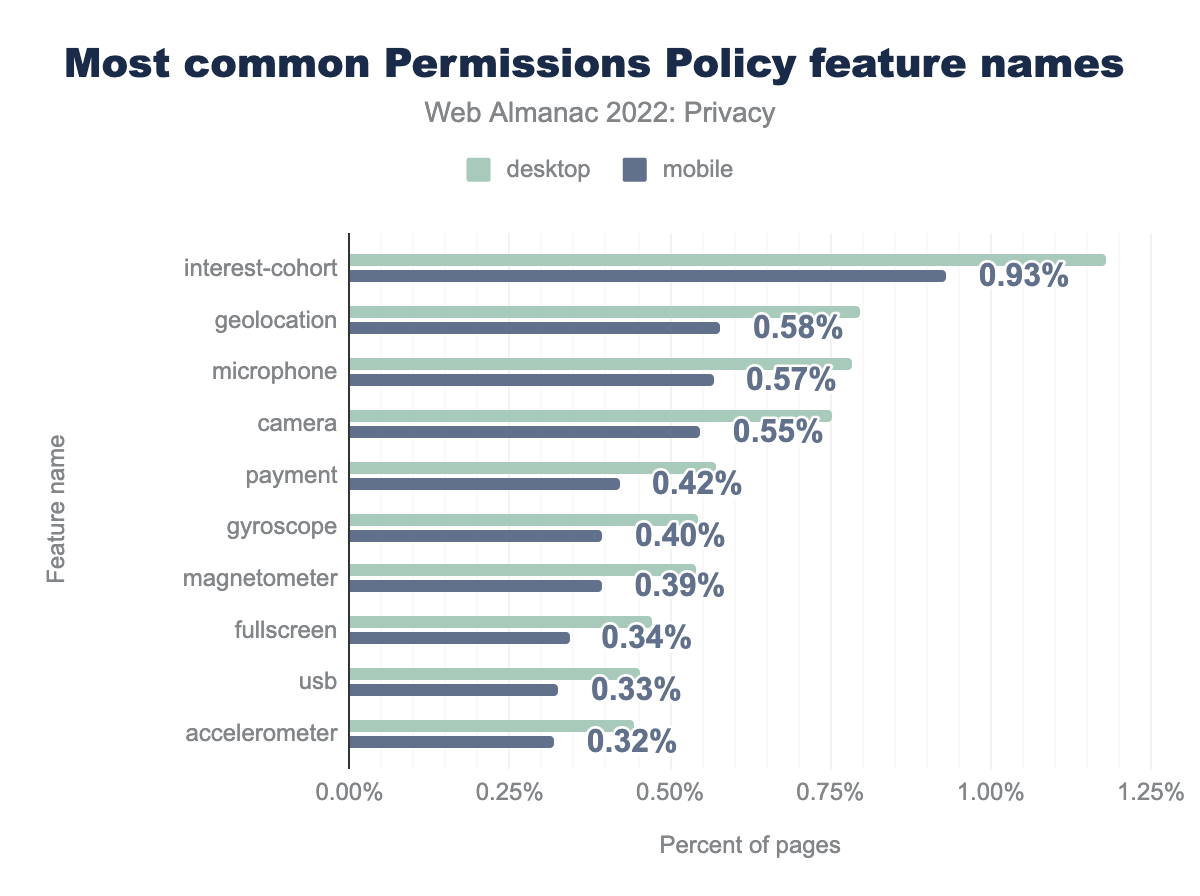 Most common Permissions Policy feature names
Web Almanac 2022: Privacy
desktop mobile
Feature name
interest-cohort 0.93%
geolocation 0.58%
microphone 0.57%
camera 0.55%
payment 0.42%
gyroscope 0.40%
magnetometer 0.39%
fullscreen 0.34%
usb 0.33%
accelerometer 0.32%
0.00% 0.25% 0.50% 0.75% 1.00% 1.25%
Percent of pages